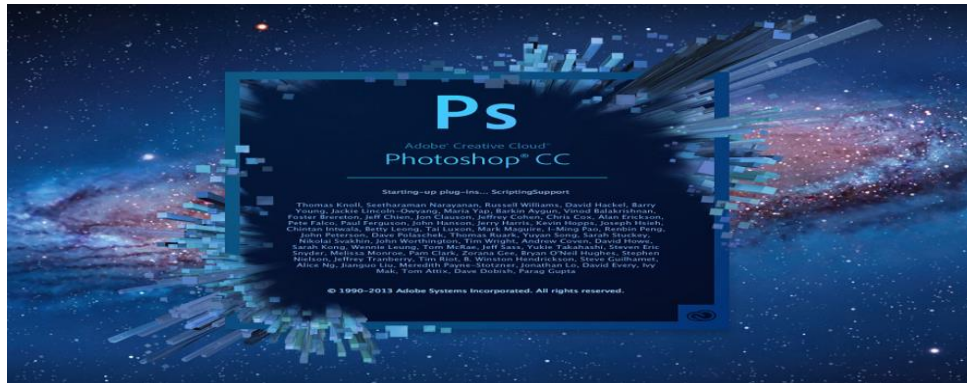 Ps
Adobe® Creative Cloud™
Photoshop® CC
Starting-up plug-ins... ScriptingSupport
Thomas Knoll, Seetharaman Narayanan, Russell Williams, David Hackel, Barry
Young, Jackie Lincoln-Owyang, Maria Yap, Barkin Aygun, Vinod Balakrishnan,
Foster Brereton, Jeff Chien, Jon Clauson, Jeffrey Cohen, Chris Cox, Alan Erickson,
Pete Falco, Paul Ferguson, John Hanson, Jerry Harris, Kevin Hopps, Joseph Hsieh,
Chintan Intwala, Betty Leong, Tai Luxon, Mark Maguire, I-Ming Pao, Renbin Peng,
John Peterson, Dave Polaschek, Thomas Ruark, Yuyan Song, Sarah Stuckey,
Nikolai Svakhin, John Worthington, Tim Wright, Andrew Coven, David Howe,
Sarah Kong, Wennie Leung, Tom McRae, Jeff Sass, Yukie Takahashi, Steven Eric
Snyder, Melissa Monroe, Pam Clark, Zorana Gee, Bryan O'Neil Hughes, Stephen
Nielson, Jeffrey Tranberry, Tim Riot, B. Winston Hendrickson, Steve Guilhamet,
Alice Ng, Jianguo Liu, Meredith Payne-Stotzner, Jonathan Lo, David Every, Ivy
Mak, Tom Attix, Dave Dobish, Parag Gupta
© 1990-2013 Adobe Systems Incorporated. All rights reserved.